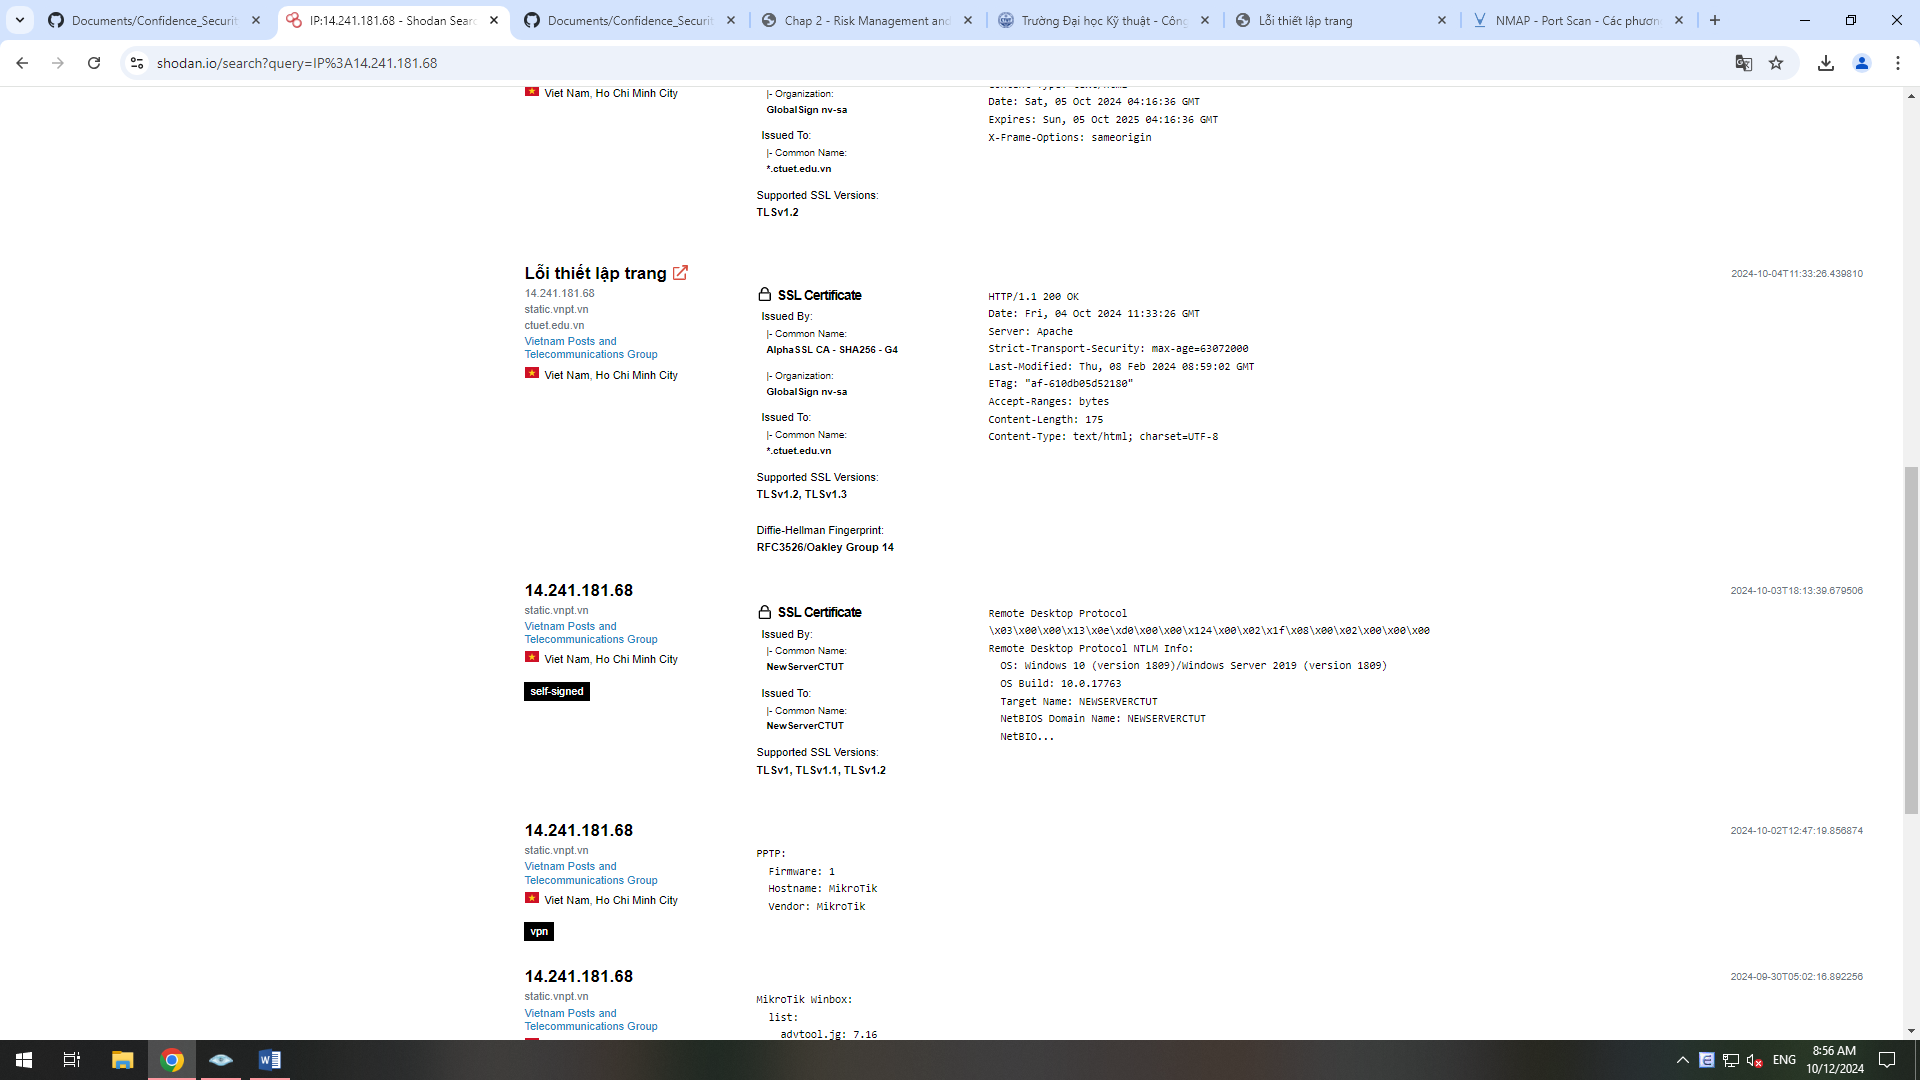 Documents/Confidence_Securit
IP:14.241.181.68 - Shodan Searc
Documents/Confidence_Securit
Chap 2 - Risk Management and
Trường Đại học Kỹ thuật - Công
Lỗi thiết lập trang
NMAP - Port Scan - Các phươn
shodan.io/search?query=IP%3A14.241.181.68
Viet Nam, Ho Chi Minh City
|- Organization:
GlobalSign nv-sa
Issued To:
|- Common Name:
*.ctuet.edu.vn
Supported SSL Versions:
TLSv1.2
Date: Sat, 05 Oct 2024 04:16:36 GMT
Expires: Sun, 05 Oct 2025 04:16:36 GMT
X-Frame-Options: sameorigin
Lỗi thiết lập trang
2024-10-04T11:33:26.439810
14.241.181.68
static.vnpt.vn
ctuet.edu.vn
Vietnam Posts and
Telecommunications Group
Viet Nam, Ho Chi Minh City
SSL Certificate
Issued By:
|- Common Name:
AlphaSSL CA - SHA256 - G4
|- Organization:
GlobalSign nv-sa
Issued To:
|- Common Name:
*.ctuet.edu.vn
Supported SSL Versions:
TLSv1.2, TLSv1.3
Diffie-Hellman Fingerprint:
RFC3526/Oakley Group 14
HTTP/1.1 200 OK
Date: Fri, 04 Oct 2024 11:33:26 GMT
Server: Apache
Strict-Transport-Security: max-age=63072000
Last-Modified: Thu, 08 Feb 2024 08:59:02 GMT
ETag: "af-610db05d52180"
Accept-Ranges: bytes
Content-Length: 175
Content-Type: text/html; charset=UTF-8
14.241.181.68
2024-10-03T18:13:39.679506
static.vnpt.vn
Vietnam Posts and
Telecommunications Group
Viet Nam, Ho Chi Minh City
self-signed
SSL Certificate
Issued By:
|- Common Name:
NewServerCTUT
Issued To:
|- Common Name:
NewServerCTUT
Supported SSL Versions:
TLSv1, TLSv1.1, TLSv1.2
Remote Desktop Protocol
\x03\x00\x00\x13\x0e\xd0\x00\x00\x124\x00\x02\x1f\x08\x00\x02\x00\x00\x00
Remote Desktop Protocol NTLM Info:
OS: Windows 10 (version 1809)/Windows Server 2019 (version 1809)
OS Build: 10.0.17763
Target Name: NEWSERVERCTUT
NetBIOS Domain Name: NEWSERVERCTUT
NetBIO...
14.241.181.68
2024-10-02T12:47:19.856874
static.vnpt.vn
Vietnam Posts and
Telecommunications Group
Viet Nam, Ho Chi Minh City
vpn
PPTP:
Firmware: 1
Hostname: MikroTik
Vendor: MikroTik
14.241.181.68
2024-09-30T05:02:16.892256
static.vnpt.vn
Vietnam Posts and
Telecommunications Group
MikroTik Winbox:
list:
advtool.jg: 7.16
ENG
8:56 AM
10/12/2024